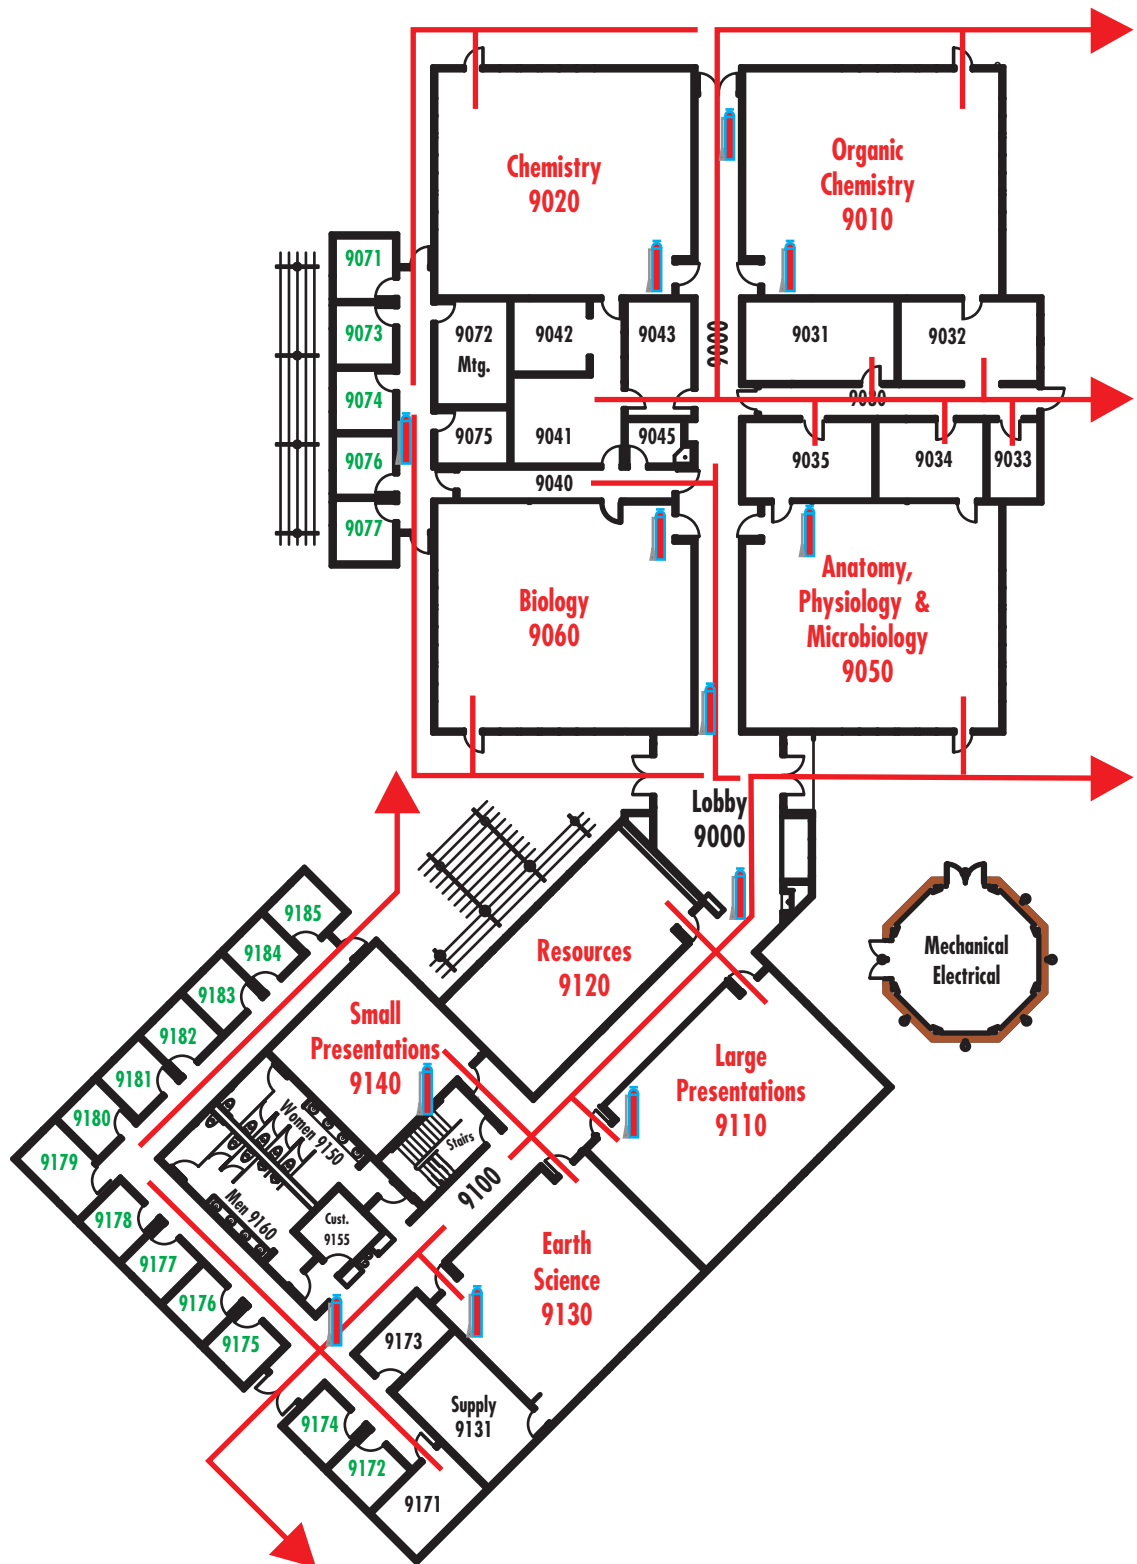 Chemistry
9020
Organic
Chemistry
9010
9071
9073
9074
9076
9077
9072
Mtg.
9042
9043
9000
9031
9032
9030
9075
9041
9045
9040
9035
9034
9033
Biology
9060
Anatomy,
Physiology &
Microbiology
9050
Lobby
9000
Mechanical
Electrical
Resources
9120
Small
Presentations
9140
Large
Presentations
9110
9185
9184
9183
9182
9181
9180
9179
9178
9177
9176
9175
Women 9150
Men 9160
Stairs
9100
Cust.
9155
Earth
Science
9130
9173
Supply
9131
9174
9172
9171